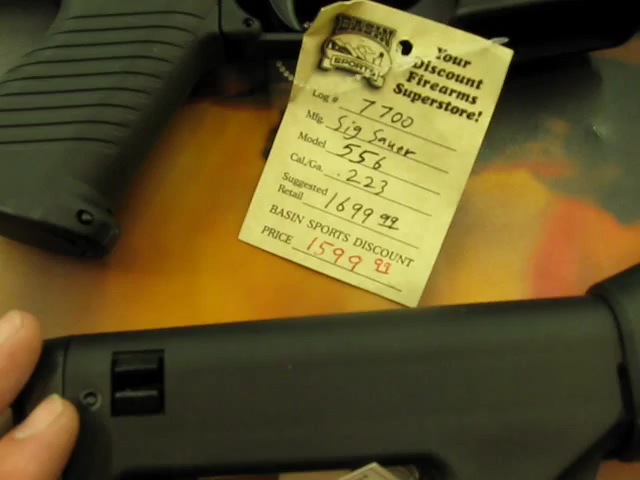 BASIN
SPORTS
Your
Discount
Firearms
Superstore!
Log # 7700
Mfg. Sig Sauer
Model 556
Cal./Ga. .223
Suggested
Retail 1699 99
BASIN SPORTS DISCOUNT
PRICE 1599 99